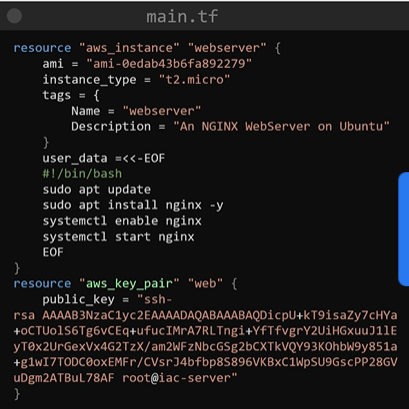 main.tf
resource "aws_instance" "webserver" {
ami = "ami-0edab43b6fa892279"
instance_type = "t2.micro"
tags = {
Name = "webserver"
Description = "An NGINX WebServer on Ubuntu"
}
user_data =<<-EOF
#!/bin/bash
sudo apt update
sudo apt install nginx -y
systemctl enable nginx
systemctl start nginx
EOF
}
resource "aws_key_pair" "web" {
public_key = "ssh-
rsa AAAAB3NzaC1yc2EAAAADAQABAAABAQDicpU+kT9isaZy7cHYa
+oCTUolS6Tg6vCEq+ufucIMrA7RLTngi+YfTfvgrY2UiHGxuuJ1lE
yT0x2UrGexVx4G2TzX/am2WFzNbcGSg2bCXTkVQY93KOhbW9y851a
+g1wI7TODC0oxEMFr/CVsrJ4bfbp8S896VKBxC1WpSU9GscPP28GV
uDgm2ATBuL78AF root@iac-server"
}